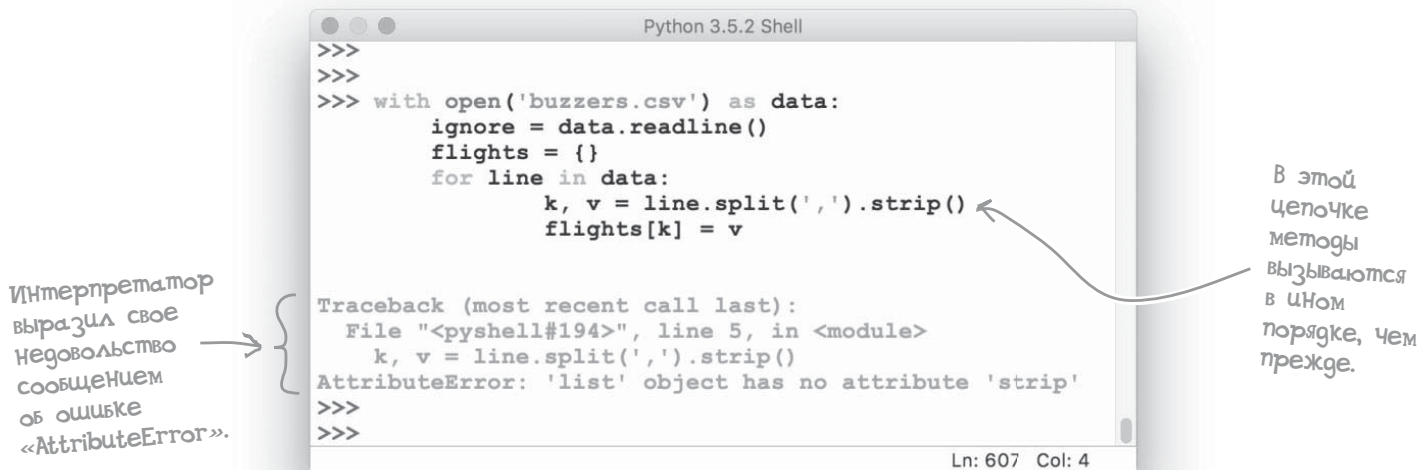 Python 3.5.2 Shell
>>>
>>>
>>> with open('buzzers.csv') as data:
ignore = data.readline()
flights = {}
for line in data:
k, v = line.split(',').strip()
flights[k] = v
В этой
цепочке
методы
вызываются
в ином
порядке, чем
прежде.
Интерпретатор
выразил свое
недовольство
сообщением
об ошибке
«AttributeError».
Traceback (most recent call last):
File "<pyshell#194>", line 5, in <module>
k, v = line.split(',').strip()
AttributeError: 'list' object has no attribute 'strip'
>>>
>>>
Ln: 607 Col: 4